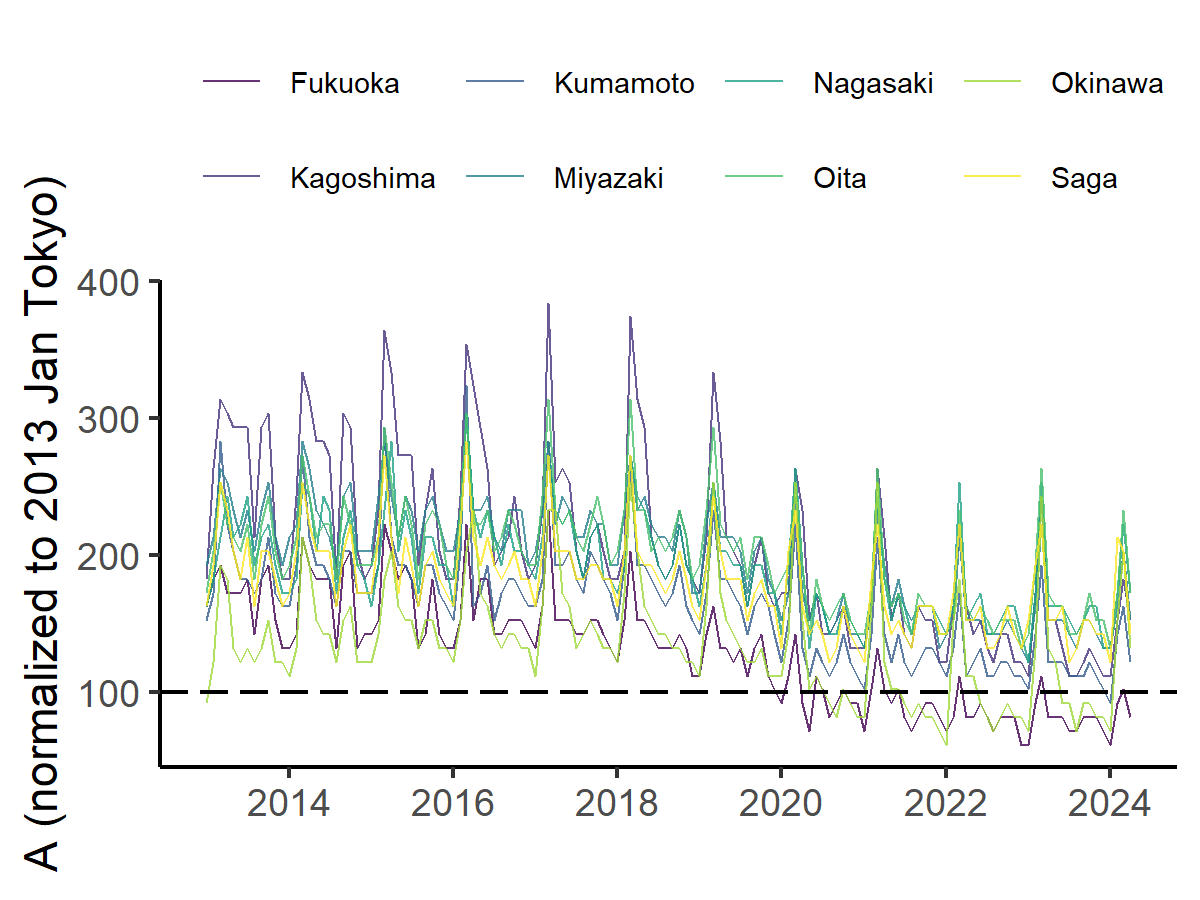 Fukuoka Kumamoto Nagasaki Okinawa
Kagoshima Miyazaki Oita Saga
A (normalized to 2013 Jan Tokyo)
400
300
200
100
2014 2016 2018 2020 2022 2024